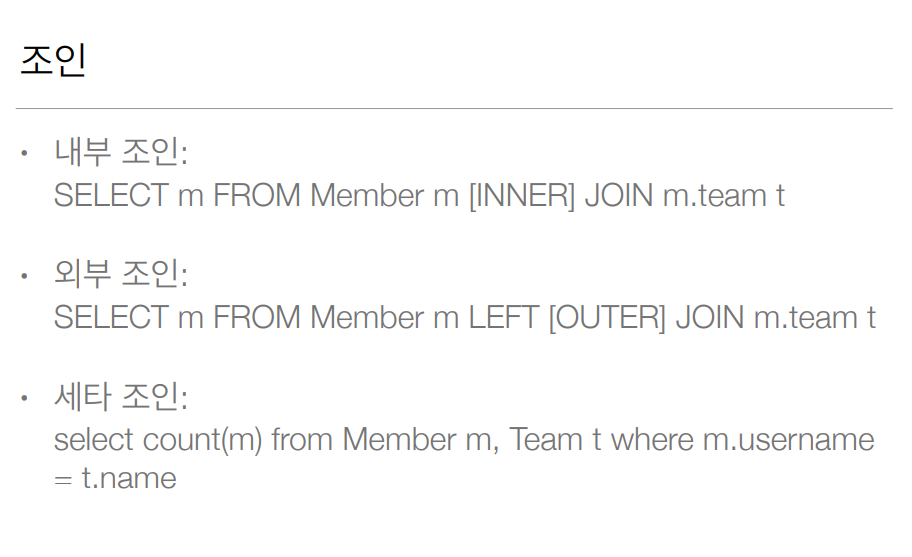 조인
• 내부 조인:
SELECT m FROM Member m [INNER] JOIN m.team t
• 외부 조인:
SELECT m FROM Member m LEFT [OUTER] JOIN m.team t
• 세타 조인:
select count(m) from Member m, Team t where m.username
= t.name